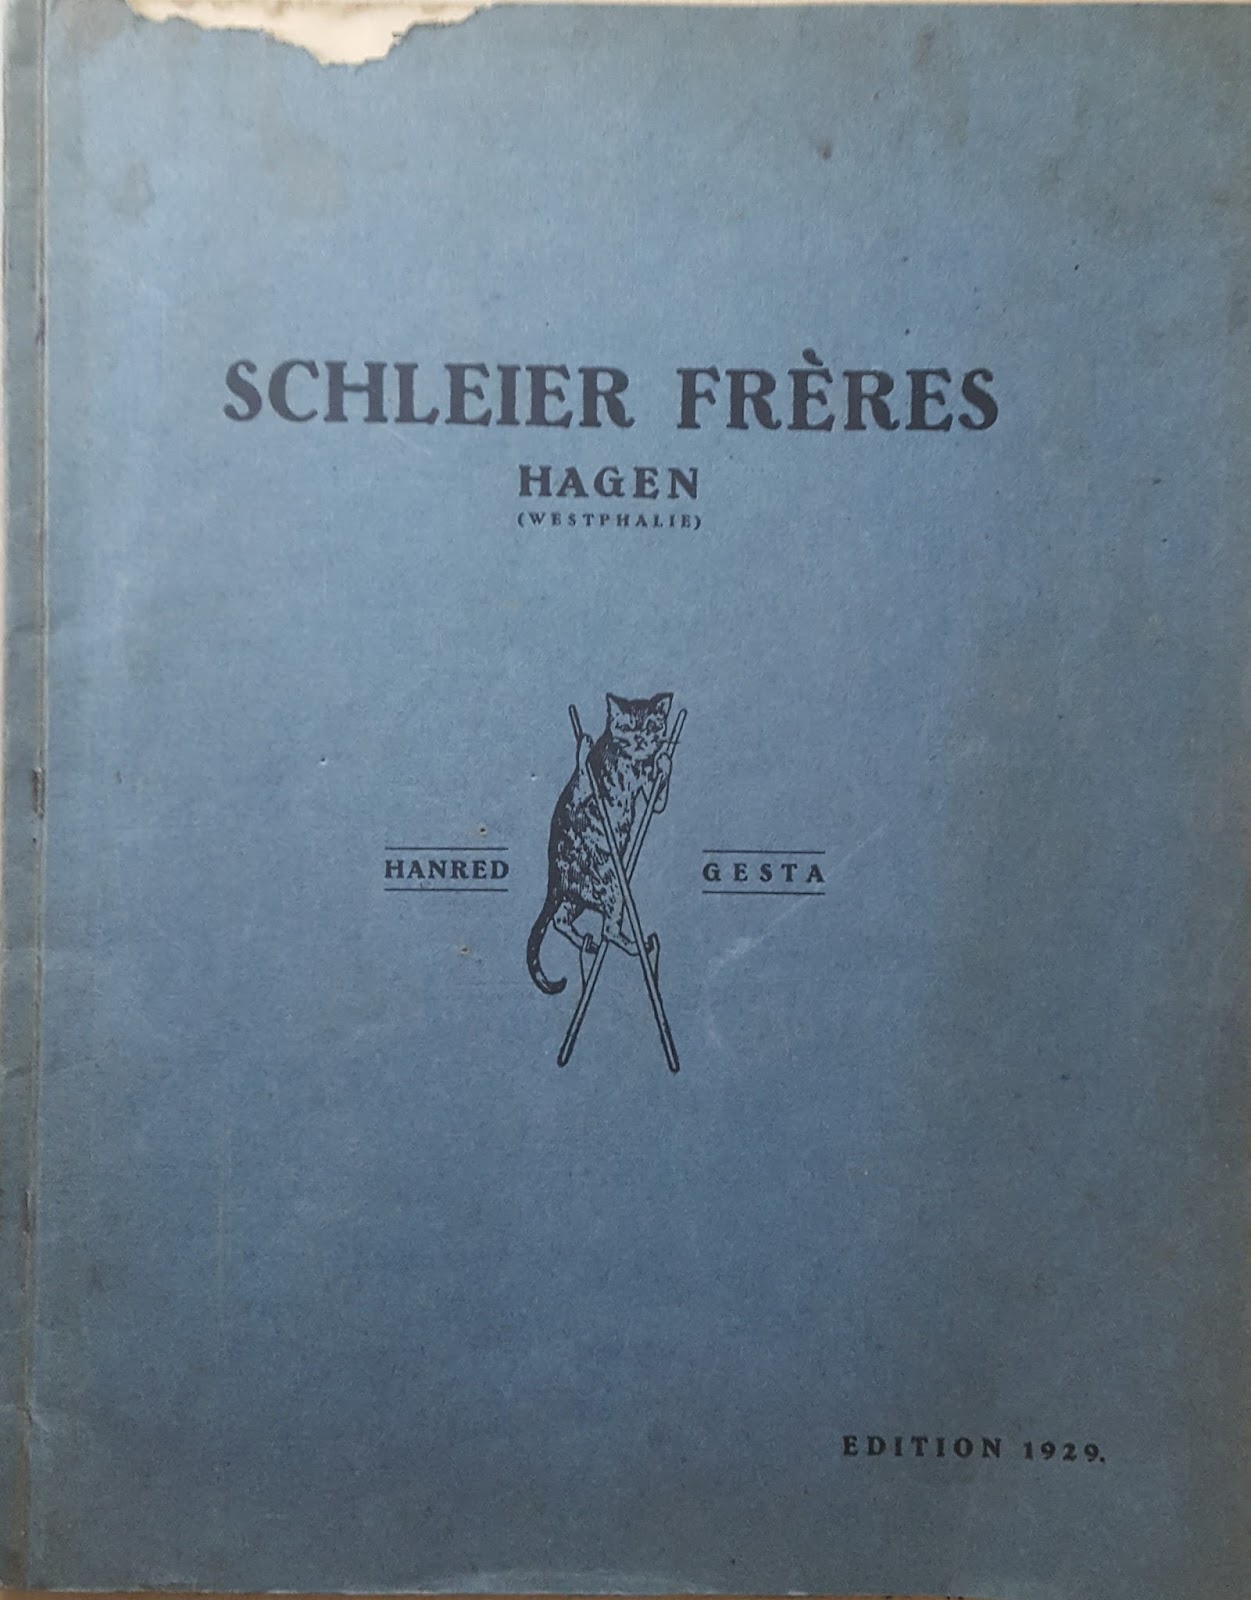 SCHLEIER FRÈRES
HAGEN
(WESTPHALIE)
HANRED
GESTA
EDITION 1929.